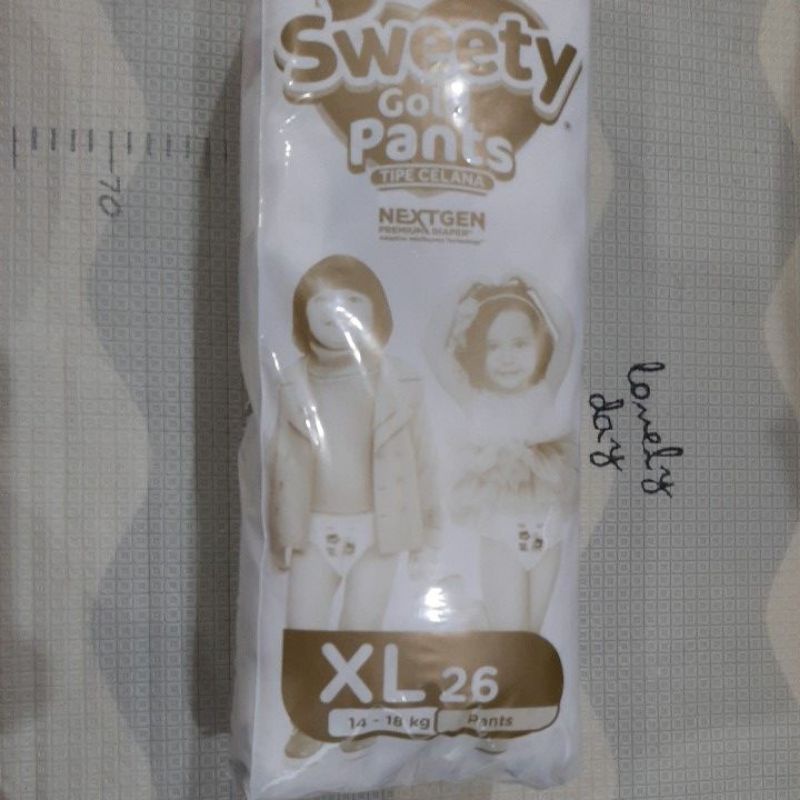 Sweety
Gold
Pants
TIPE CELANA
NEXTGEN
PREMIUM DIAPER
XL 26
14 - 18 kg Pants
70
lovely
day